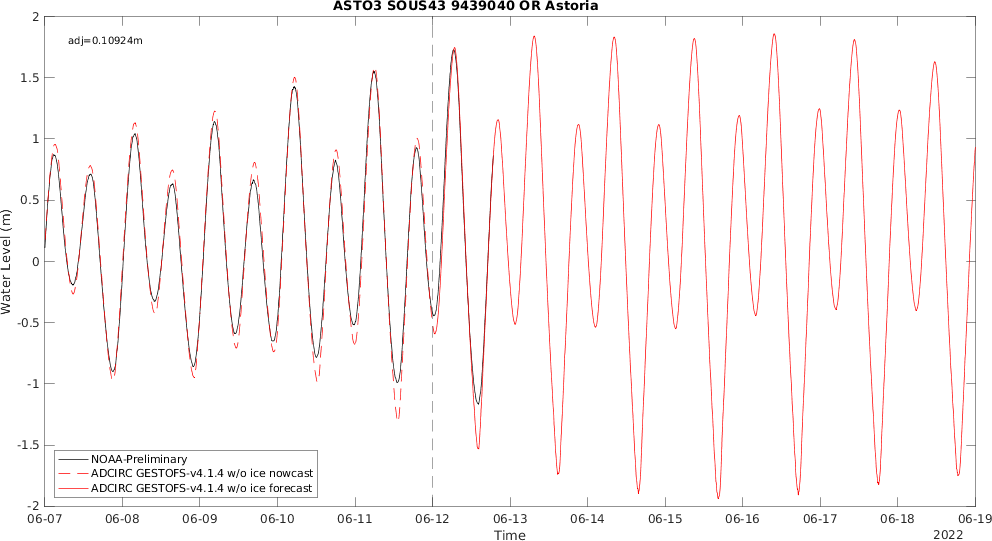 ASTO3 SOUS43 9439040 OR Astoria
adj=0.10924m
2
1.5
1
0.5
0
-0.5
-1
-1.5
-2
Water Level (m)
NOAA-Preliminary
ADCIRC GESTOFS-v4.1.4 w/o ice nowcast
ADCIRC GESTOFS-v4.1.4 w/o ice forecast
06-07 06-08 06-09 06-10 06-11 06-12 06-13 06-14 06-15 06-16 06-17 06-18 06-19
Time
2022